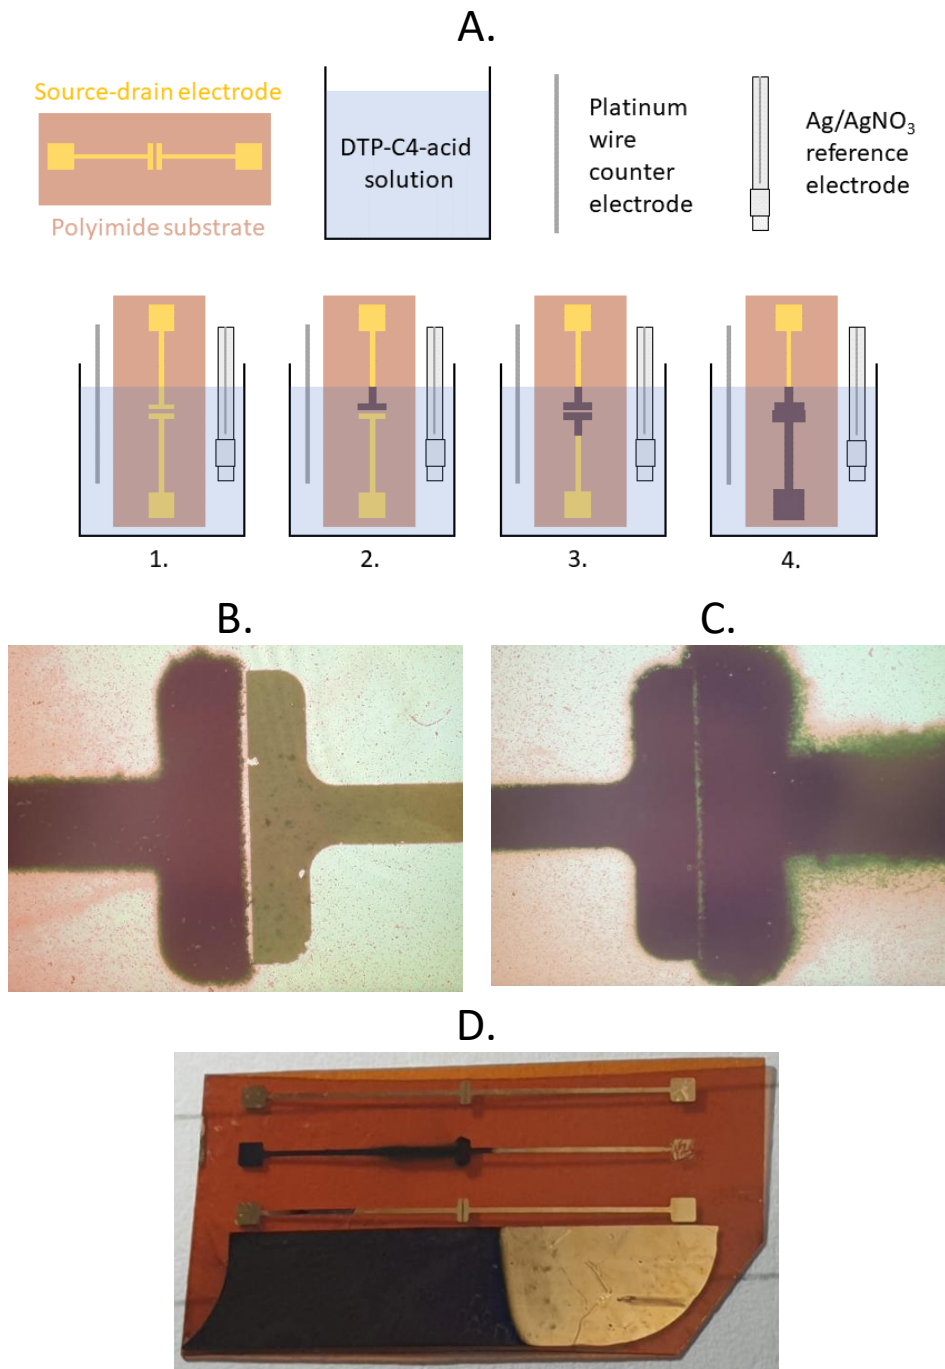 A.
Source-drain electrode
Polyimide substrate
DTP-C4-acid
solution
Platinum
wire
counter
electrode
Ag/AgNO₃
reference
electrode
1.
2.
3.
4.
B.
C.
D.